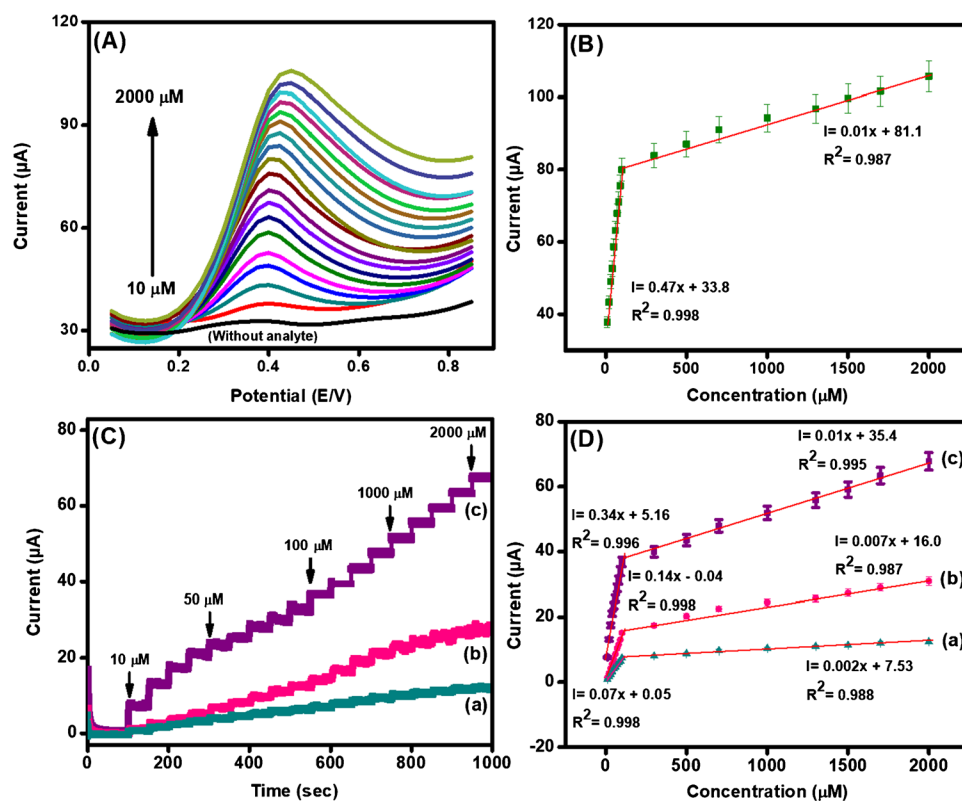 (A)
120
90
60
30
Current (µA)
2000 µM
10 µM
(Without analyte)
0.0 0.2 0.4 0.6 0.8
Potential (E/V)
(B)
120
100
80
60
40
Current (µA)
I= 0.01x + 81.1
R²= 0.987
I= 0.47x + 33.8
R²= 0.998
0 500 1000 1500 2000
Concentration (µM)
(C)
80
60
40
20
0
Current (µA)
2000 µM
1000 µM
100 µM
50 µM
10 µM
(c)
(b)
(a)
0 200 400 600 800 1000
Time (sec)
(D)
80
60
40
20
0
-20
Current (µA)
I= 0.01x + 35.4
R²= 0.995
(c)
I= 0.34x + 5.16
R²= 0.996
I= 0.007x + 16.0
R²= 0.987
(b)
I= 0.14x - 0.04
R²= 0.998
(a)
I= 0.002x + 7.53
R²= 0.988
I= 0.07x + 0.05
R²= 0.998
0 500 1000 1500 2000
Concentration (µM)